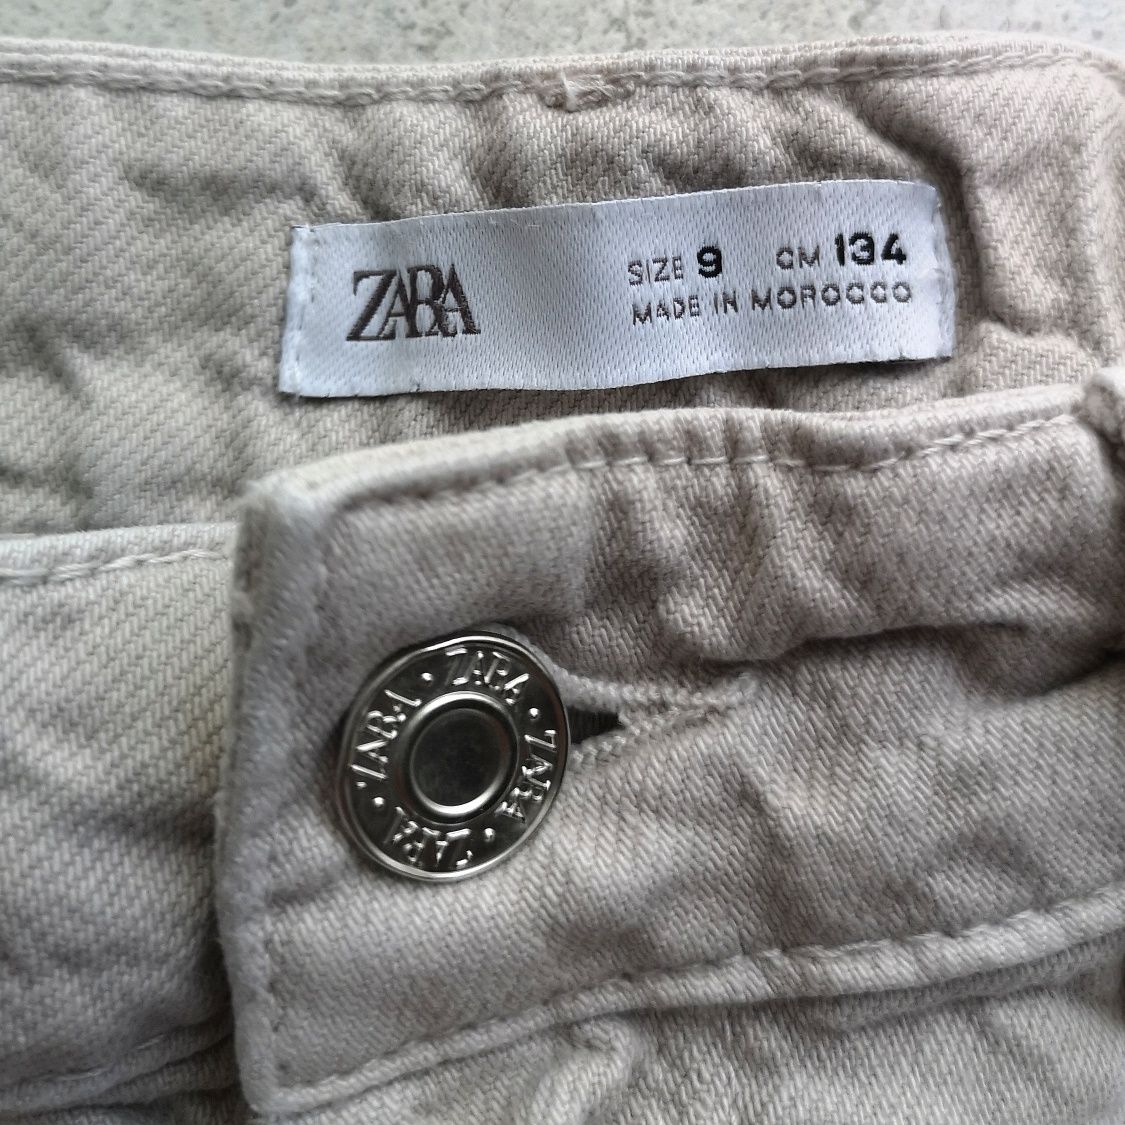 ZARA
SIZE 9 CM 134
MADE IN MOROCCO
ZARA · ZARA · ZARA · ZARA ·